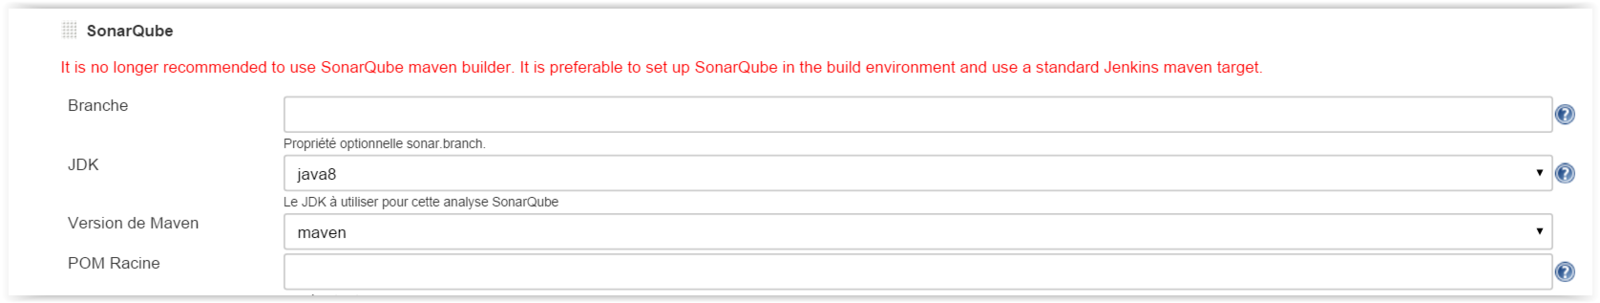 SonarQube
It is no longer recommended to use SonarQube maven builder. It is preferable to set up SonarQube in the build environment and use a standard Jenkins maven target.
Branche
Propriété optionnelle sonar.branch.
JDK
java8
Le JDK à utiliser pour cette analyse SonarQube
Version de Maven
maven
POM Racine